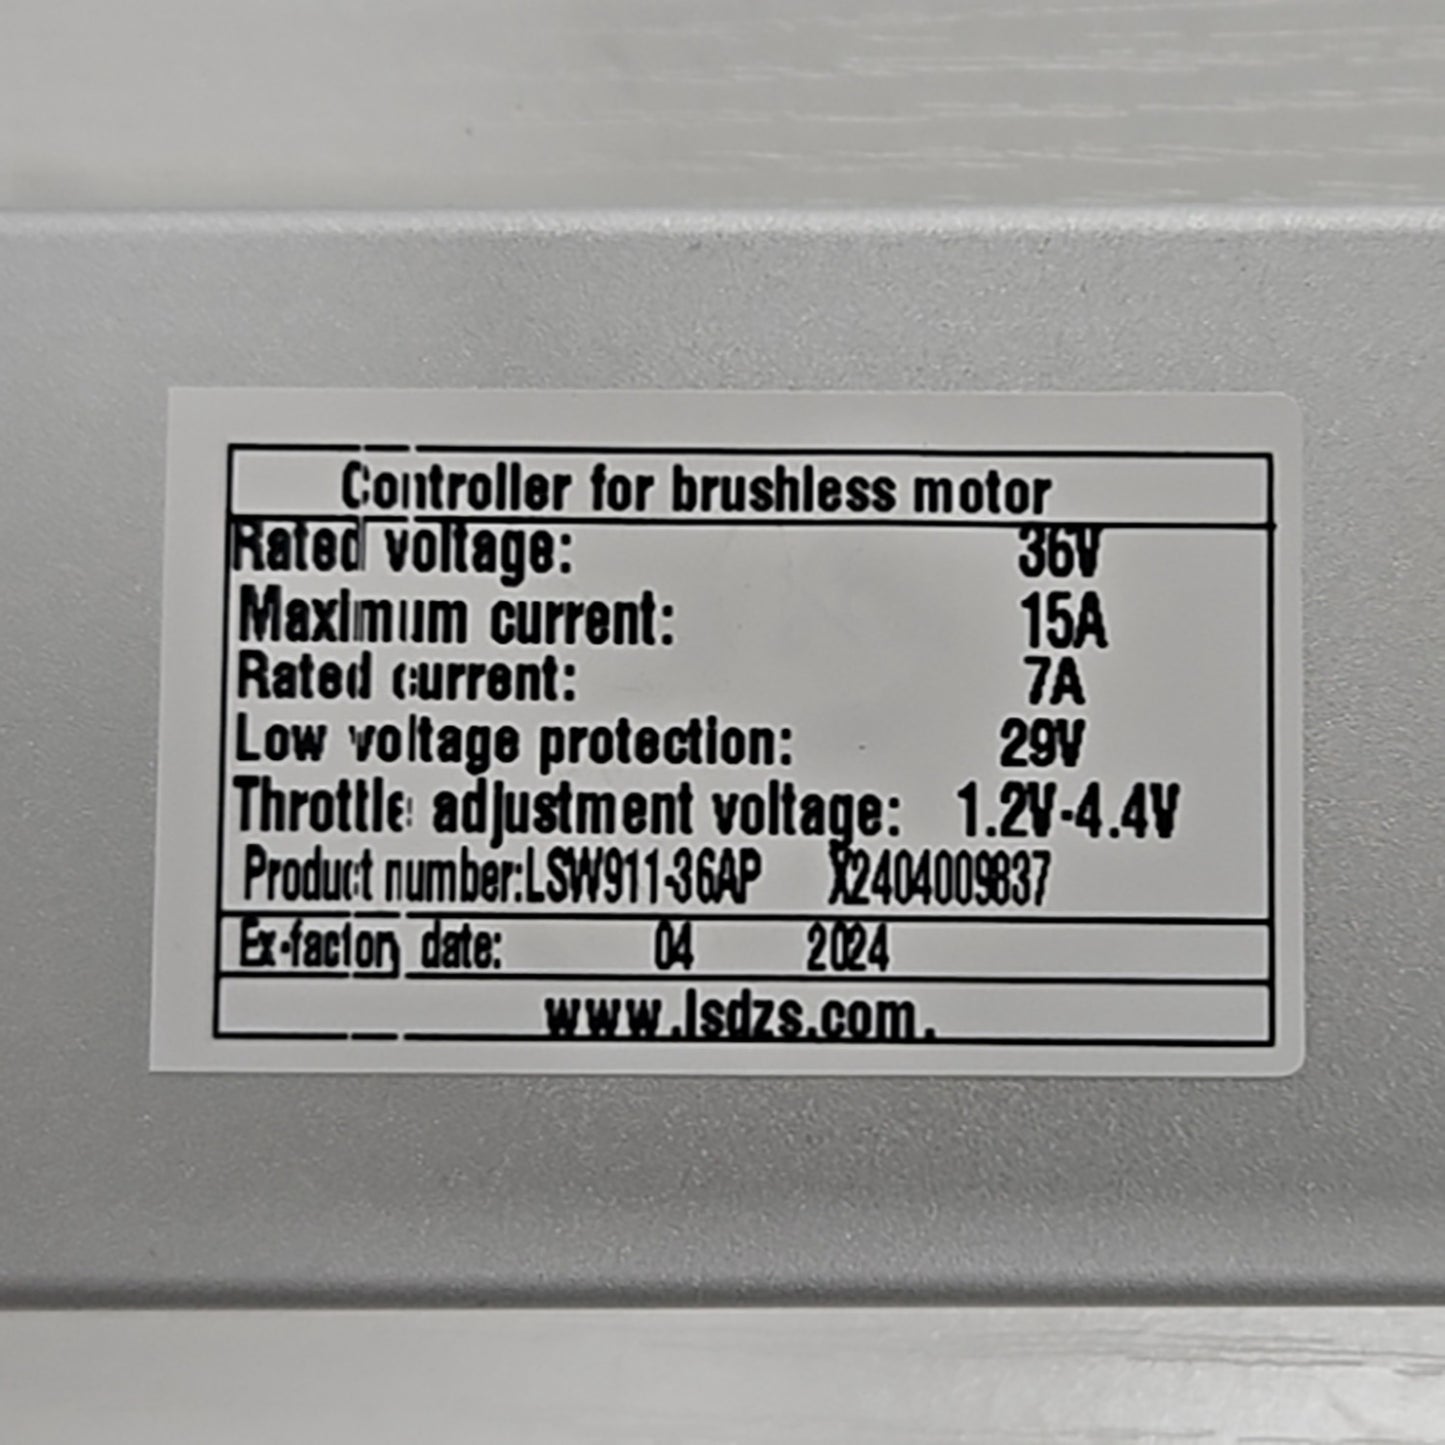 Controller for brushless motor
Rated voltage: 36V
Maximum current: 15A
Rated current: 7A
Low voltage protection: 29V
Throttle adjustment voltage: 1.2V-4.4V
Product number:LSW911-36AP X2404009837
Ex-factory date: 04 2024
www.lsdzs.com.